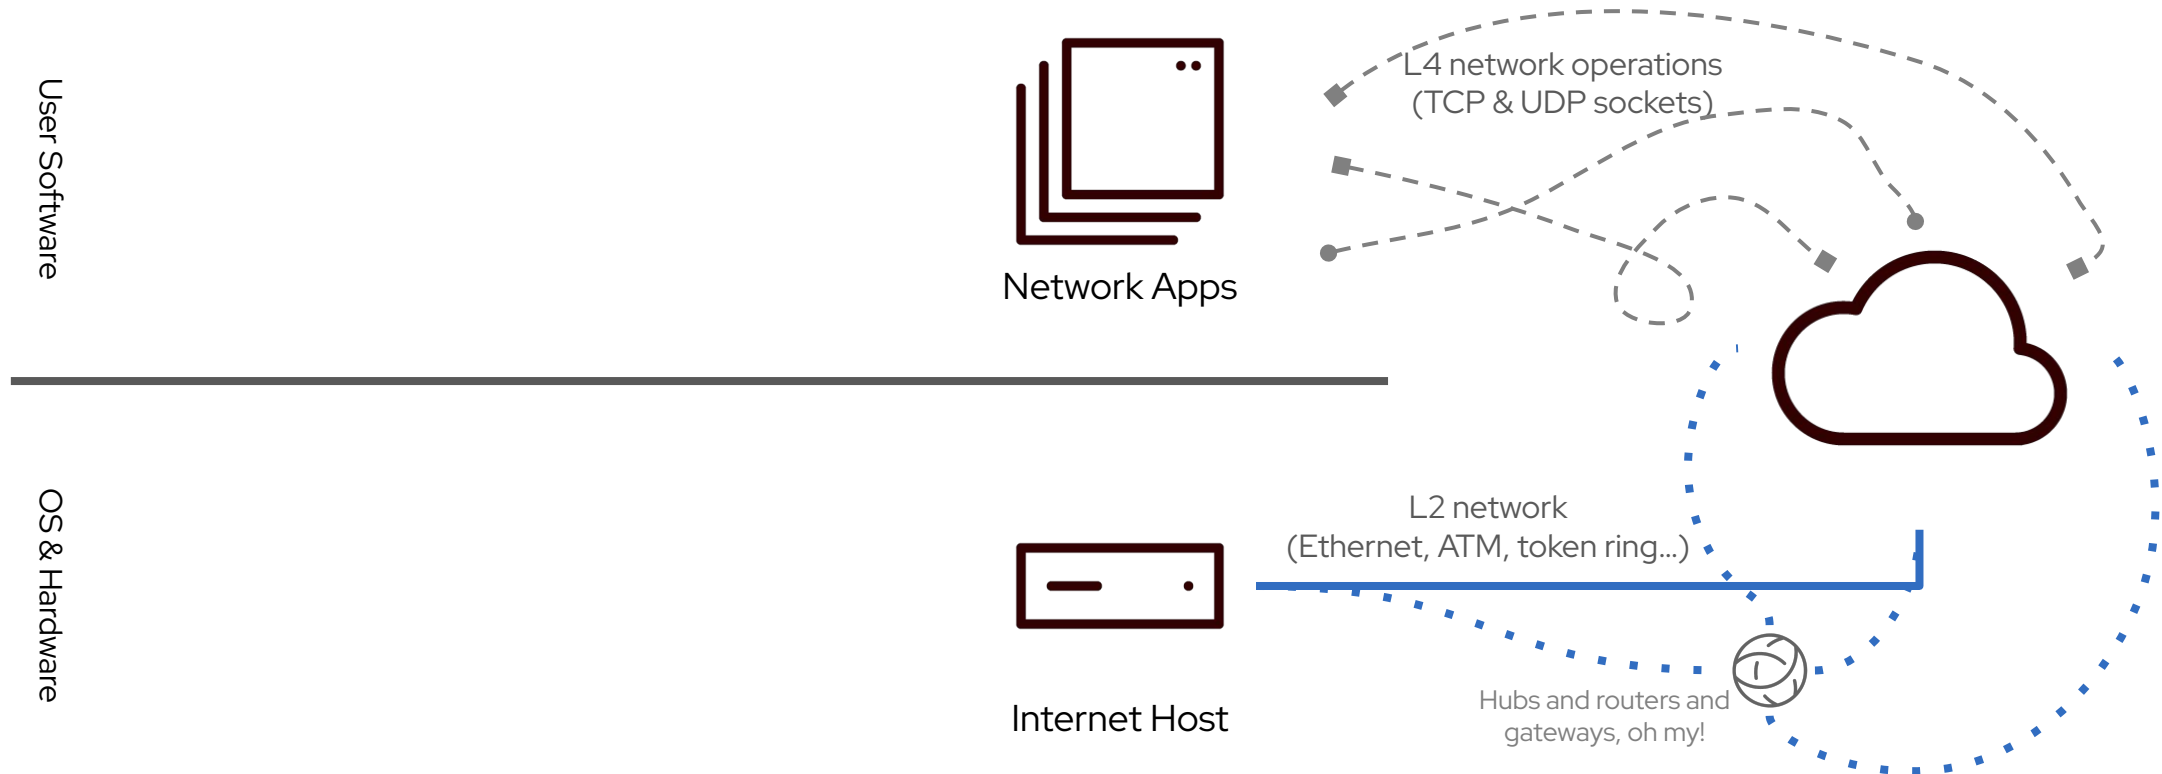 User Software
L4 network operations
(TCP & UDP sockets)
Network Apps
OS & Hardware
L2 network
(Ethernet, ATM, token ring...)
Internet Host
Hubs and routers and
gateways, oh my!